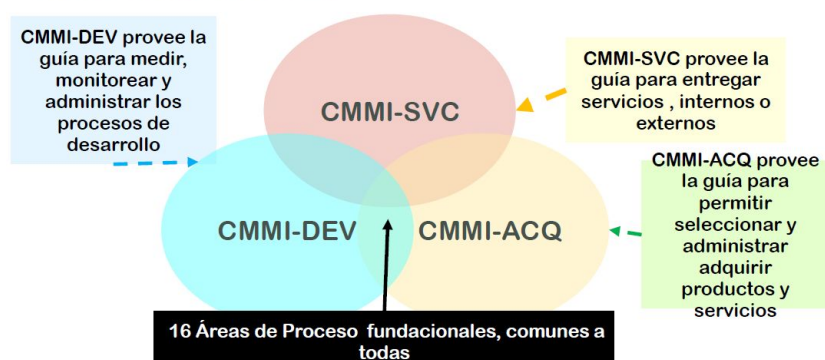 CMMI-DEV provee la
guía para medir,
monitorear y
administrar los
procesos de
desarrollo
CMMI-SVC
CMMI-SVC provee la
guía para entregar
servicios , internos o
externos
CMMI-DEV
CMMI-ACQ
CMMI-ACQ provee
la guía para
permitir
seleccionar y
administrar
adquirir
productos y
servicios
16 Áreas de Proceso fundacionales, comunes a
todas